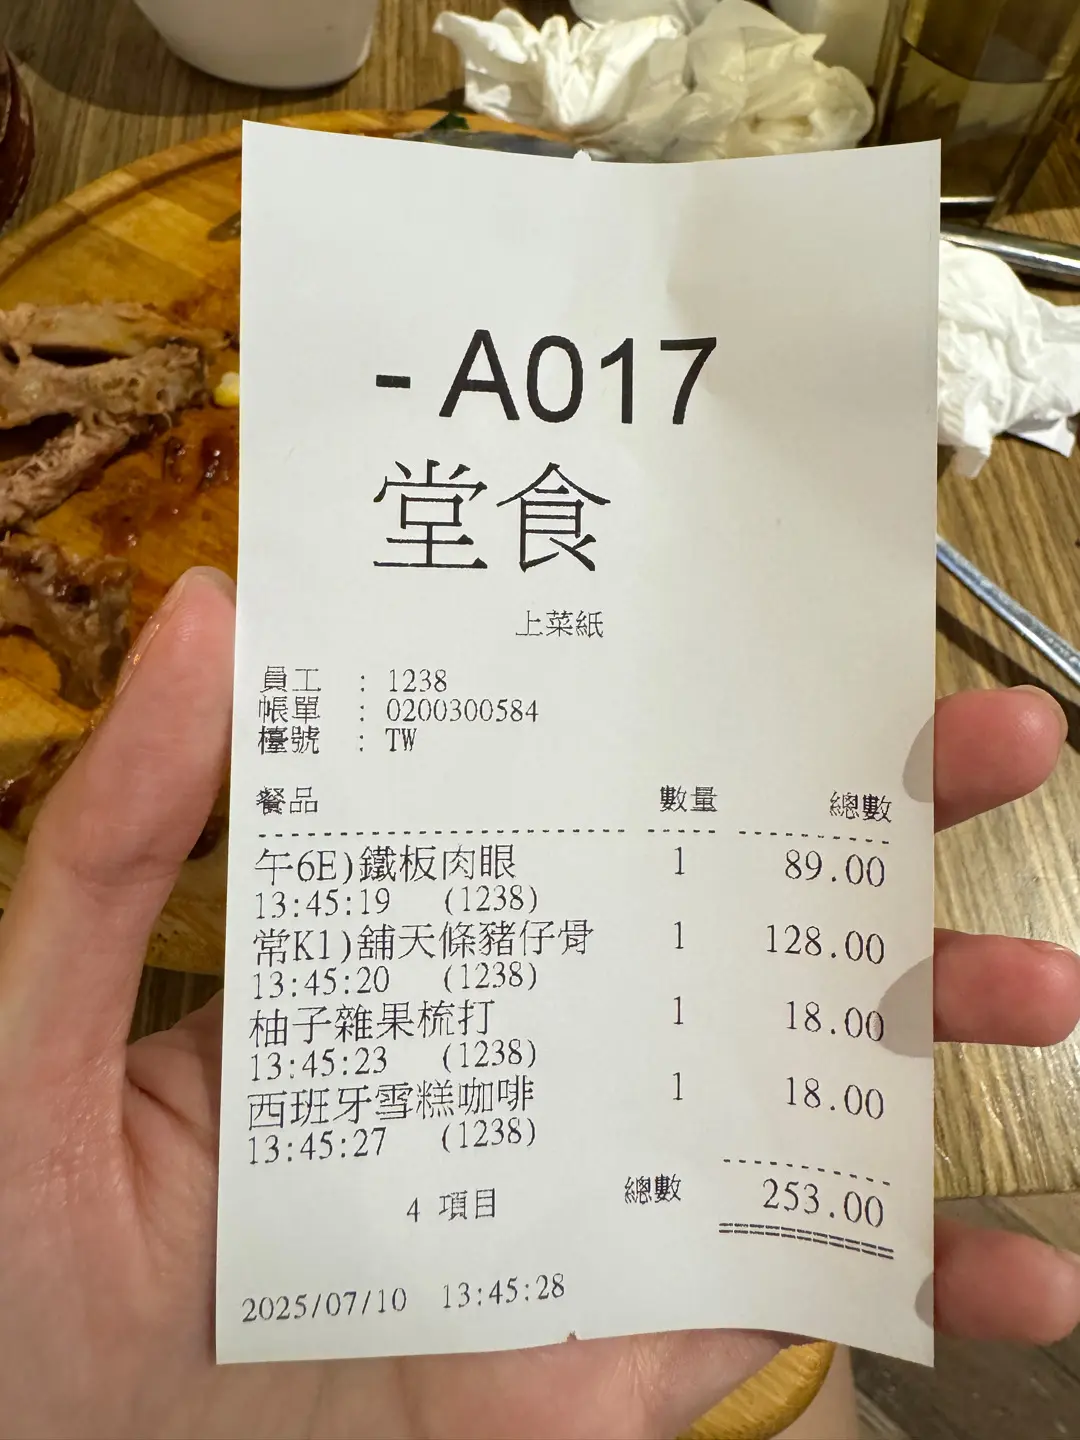 - A017
堂食
上菜紙
員工 : 1238
帳單 : 0200300584
檯號 : TW
餐品 數量 總數
午6E)鐵板肉眼 1 89.00
13:45:19 (1238)
常K1)舖天條豬仔骨 1 128.00
13:45:20 (1238)
柚子雜果梳打 1 18.00
13:45:23 (1238)
西班牙雪糕咖啡 1 18.00
13:45:27 (1238)
4 項目 總數 253.00
2025/07/10 13:45:28